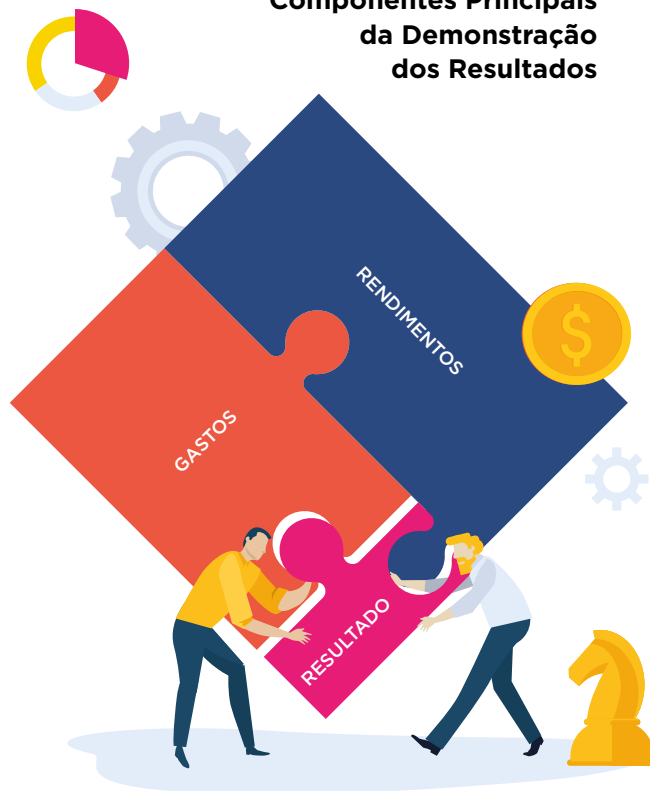 Componentes Principais
da Demonstração
dos Resultados
RENDIMENTOS
$
GASTOS
RESULTADO